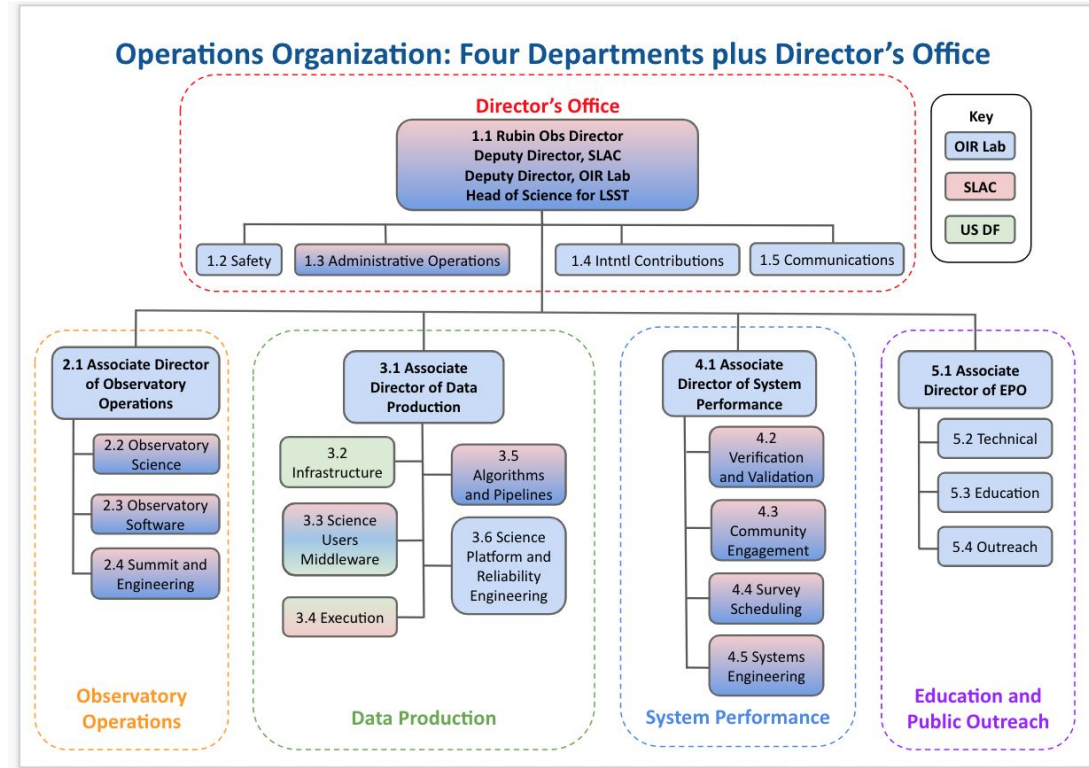 Operations Organization: Four Departments plus Director's Office
Director's Office
1.1 Rubin Obs Director
Deputy Director, SLAC
Deputy Director, OIR Lab
Head of Science for LSST
Key
OIR Lab
SLAC
US DF
1.2 Safety
1.3 Administrative Operations
1.4 Intntl Contributions
1.5 Communications
2.1 Associate Director
of Observatory
Operations
2.2 Observatory
Science
2.3 Observatory
Software
2.4 Summit and
Engineering
Observatory
Operations
3.1 Associate
Director of Data
Production
3.2
Infrastructure
3.3 Science
Users
Middleware
3.4 Execution
3.5
Algorithms
and Pipelines
3.6 Science
Platform and
Reliability
Engineering
Data Production
4.1 Associate
Director of System
Performance
4.2
Verification
and Validation
4.3
Community
Engagement
4.4 Survey
Scheduling
4.5 Systems
Engineering
System Performance
5.1 Associate
Director of EPO
5.2 Technical
5.3 Education
5.4 Outreach
Education and
Public Outreach